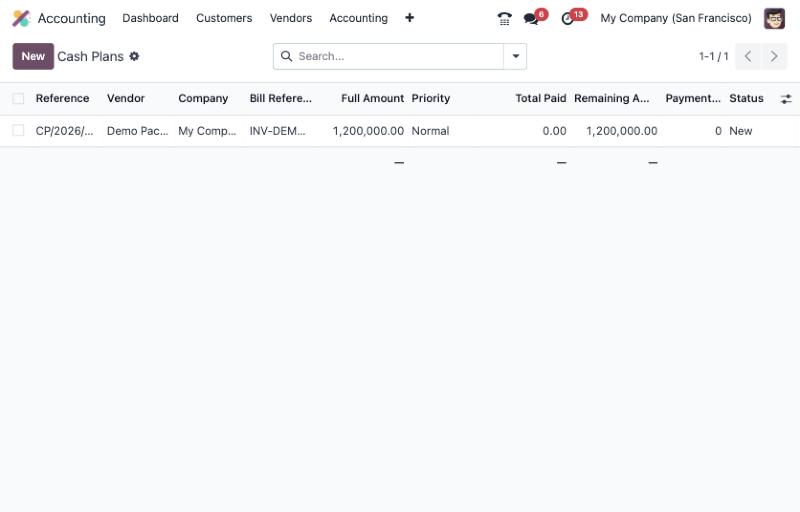 Accounting Dashboard Customers Vendors Accounting 6 13 My Company (San Francisco)
New Cash Plans Search... 1-1 / 1
Reference Vendor Company Bill Refere... Full Amount Priority Total Paid Remaining A... Payment... Status
CP/2026/... Demo Pac... My Comp... INV-DEM... 1,200,000.00 Normal 0.00 1,200,000.00 0 New
— — —